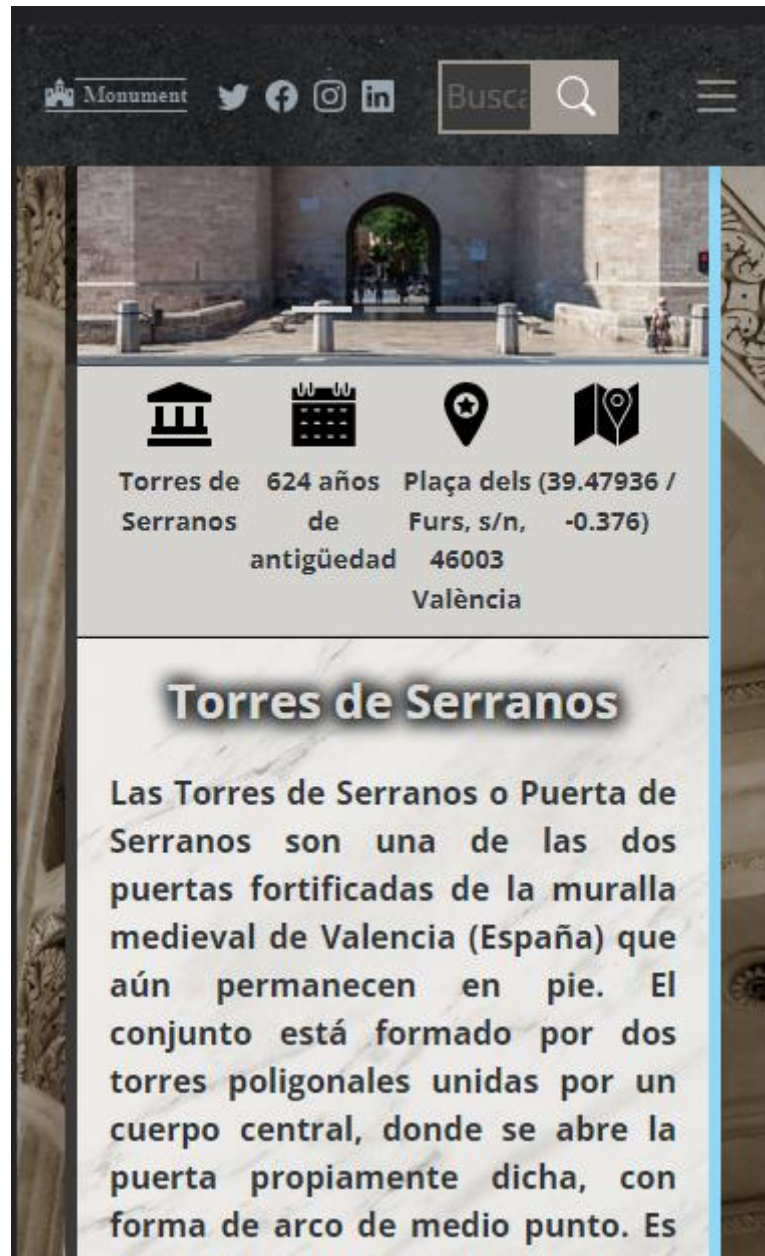 Monument
Busca
Torres de Serranos
624 años de antigüedad
Plaça dels Furs, s/n, 46003 València
(39.47936 / -0.376)
Torres de Serranos
Las Torres de Serranos o Puerta de
Serranos son una de las dos
puertas fortificadas de la muralla
medieval de Valencia (España) que
aún permanecen en pie. El
conjunto está formado por dos
torres poligonales unidas por un
cuerpo central, donde se abre la
puerta propiamente dicha, con
forma de arco de medio punto. Es